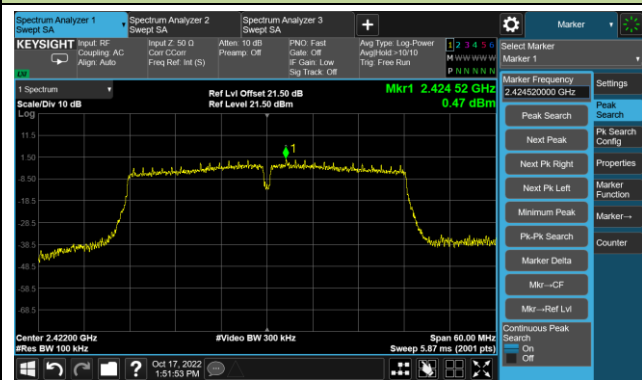 Spectrum Analyzer 1
Swept SA
Spectrum Analyzer 2
Swept SA
Spectrum Analyzer 3
Swept SA
+
Marker
KEYSIGHT
Input: RF
Coupling: AC
Align: Auto
Input Z: 50 Ω
Corr CCorr
Freq Ref: Int (S)
Atten: 10 dB
Preamp: Off
PNO: Fast
Gate: Off
IF Gain: Low
Sig Track: Off
Avg Type: Log-Power
Avg|Hold:>10/10
Trig: Free Run
1 2 3 4 5 6
M W W W W W
P N N N N N
Select Marker
Marker 1
LXI
1 Spectrum
Scale/Div 10 dB
Log
Ref Lvl Offset 21.50 dB
Ref Level 21.50 dBm
Mkr1 2.424 52 GHz
0.47 dBm
11.5
1.50
-8.50
-18.5
-28.5
-38.5
-48.5
-58.5
-68.5
1
Center 2.42200 GHz
#Res BW 100 kHz
#Video BW 300 kHz
Span 60.00 MHz
Sweep 5.87 ms (2001 pts)
Marker Frequency
2.424520000 GHz
Peak Search
Next Peak
Next Pk Right
Next Pk Left
Minimum Peak
Pk-Pk Search
Marker Delta
Mkr→CF
Mkr→Ref Lvl
Continuous Peak
Search
On
Off
Settings
Peak
Search
Pk Search
Config
Properties
Marker
Function
Marker→
Counter
?
Oct 17, 2022
1:51:53 PM